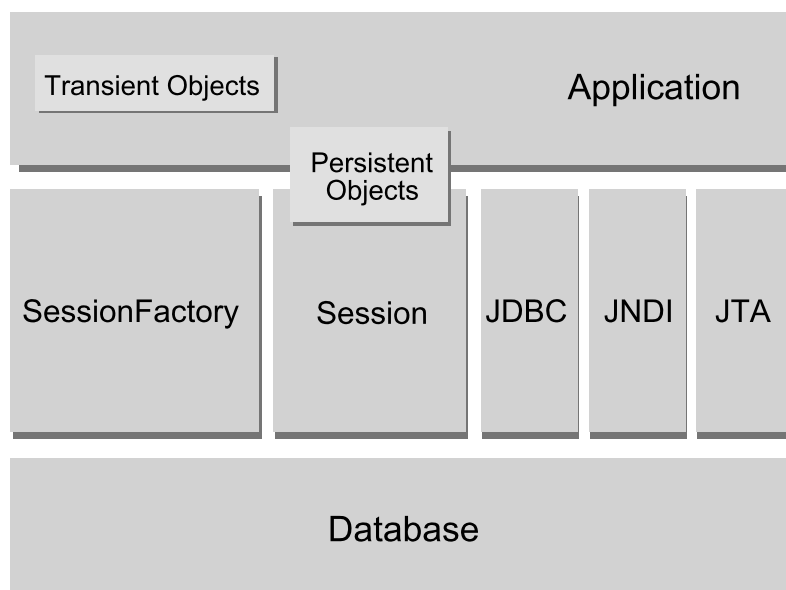 Transient Objects
Application
Persistent
Objects
SessionFactory
Session
JDBC
JNDI
JTA
Database